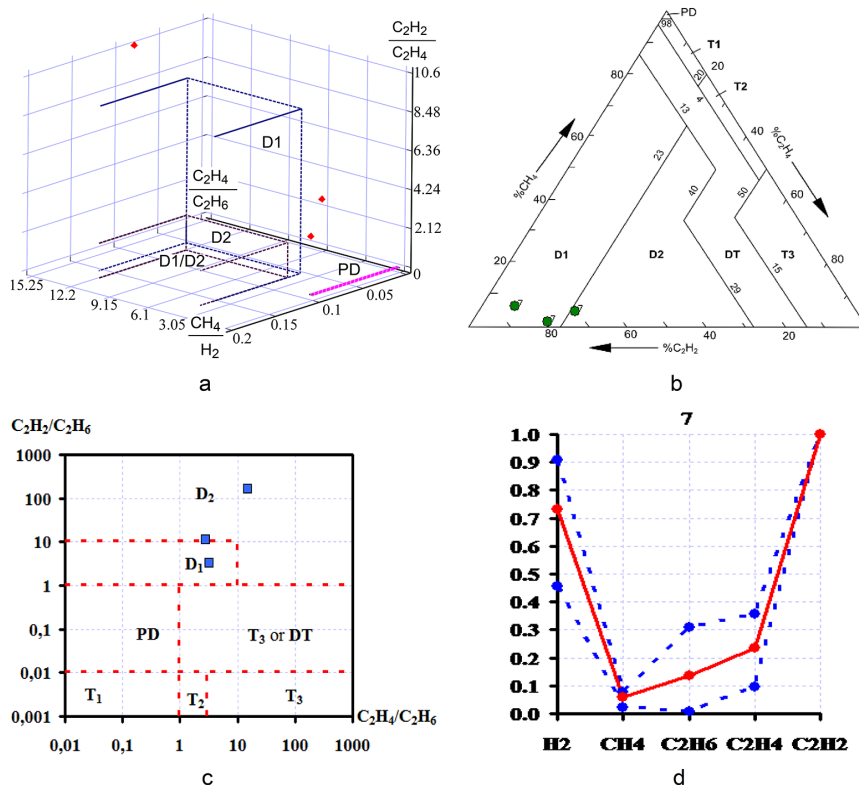 C₂H₂
C₂H₄
10.6
8.48
6.36
4.24
2.12
0
D1
C₂H₄
C₂H₆
D2
D1/D2
PD
15.25
12.2
9.15
6.1
3.05
CH₄
H₂
0.2
0.15
0.1
0.05
a
PD
98
T1
20
20
T2
4
80
13
40
%C₂H₄
60
%CH₄
23
40
50
60
40
D1
D2
DT
T3
80
20
29
15
7
7
7
80
60
40
20
%C₂H₂
b
C₂H₂/C₂H₆
1000
100
10
1
0,1
0,01
0,001
D₂
D₁
PD
T₃ or DT
T₁
T₂
T₃
C₂H₄/C₂H₆
0,01
0,1
1
10
100
1000
c
7
1.0
0.9
0.8
0.7
0.6
0.5
0.4
0.3
0.2
0.1
0.0
H2
CH4
C2H6
C2H4
C2H2
d